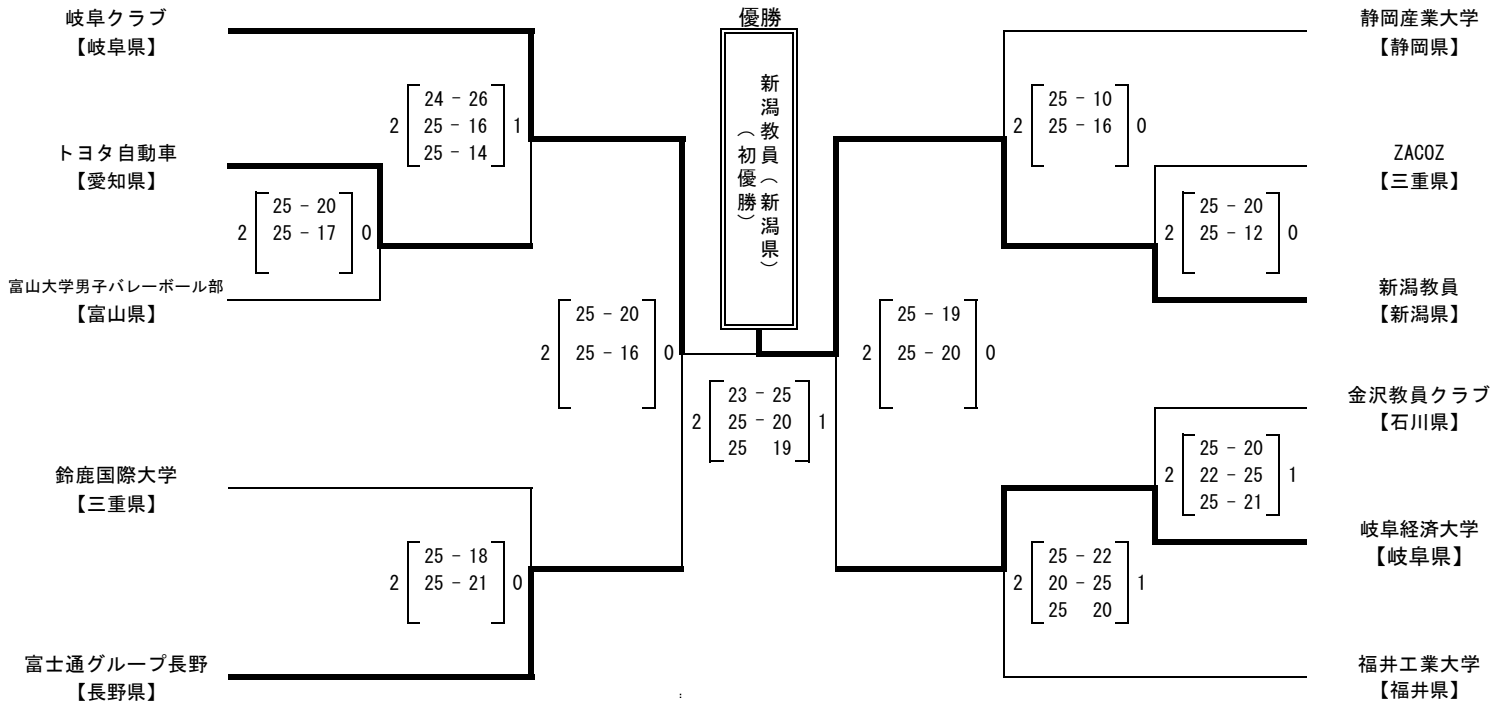 優勝
新潟教員（新潟県）
（初優勝）
岐阜クラブ
【岐阜県】
2 24 - 26 1
25 - 16
25 - 14
トヨタ自動車
【愛知県】
2 25 - 20 0
25 - 17
富山大学男子バレーボール部
【富山県】
2 25 - 20 0
25 - 16
鈴鹿国際大学
【三重県】
2 25 - 18 0
25 - 21
富士通グループ長野
【長野県】
2 23 - 25 1
25 - 20
25 19
静岡産業大学
【静岡県】
2 25 - 10 0
25 - 16
ZACOZ
【三重県】
2 25 - 20 0
25 - 12
新潟教員
【新潟県】
2 25 - 19 0
25 - 20
金沢教員クラブ
【石川県】
2 25 - 20 1
22 - 25
25 - 21
岐阜経済大学
【岐阜県】
2 25 - 22 1
20 - 25
25 20
福井工業大学
【福井県】